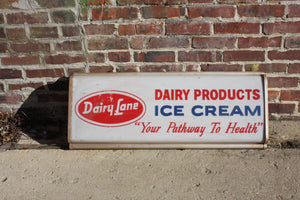 Dairy Lane
DAIRY PRODUCTS
ICE CREAM
"Your Pathway To Health"